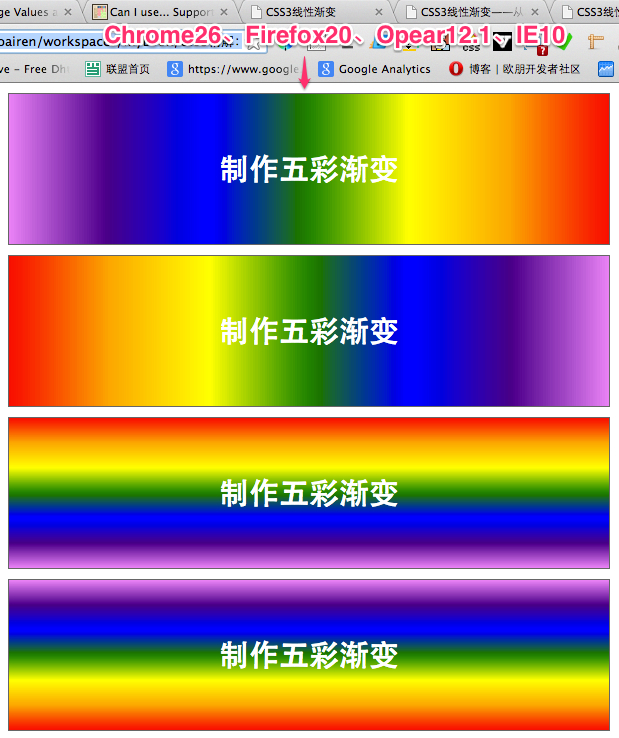 ge Values a
Can I use... Suppor
CSS3线性渐变
CSS3线性渐变——从
CSS3线性
Chrome26、Firefox20、Opear12.1、IE10
pairen/workspace
css
ve – Free Dh
联盟首页
https://www.google
Google Analytics
博客 | 欧朋开发者社区
制作五彩渐变
制作五彩渐变
制作五彩渐变
制作五彩渐变